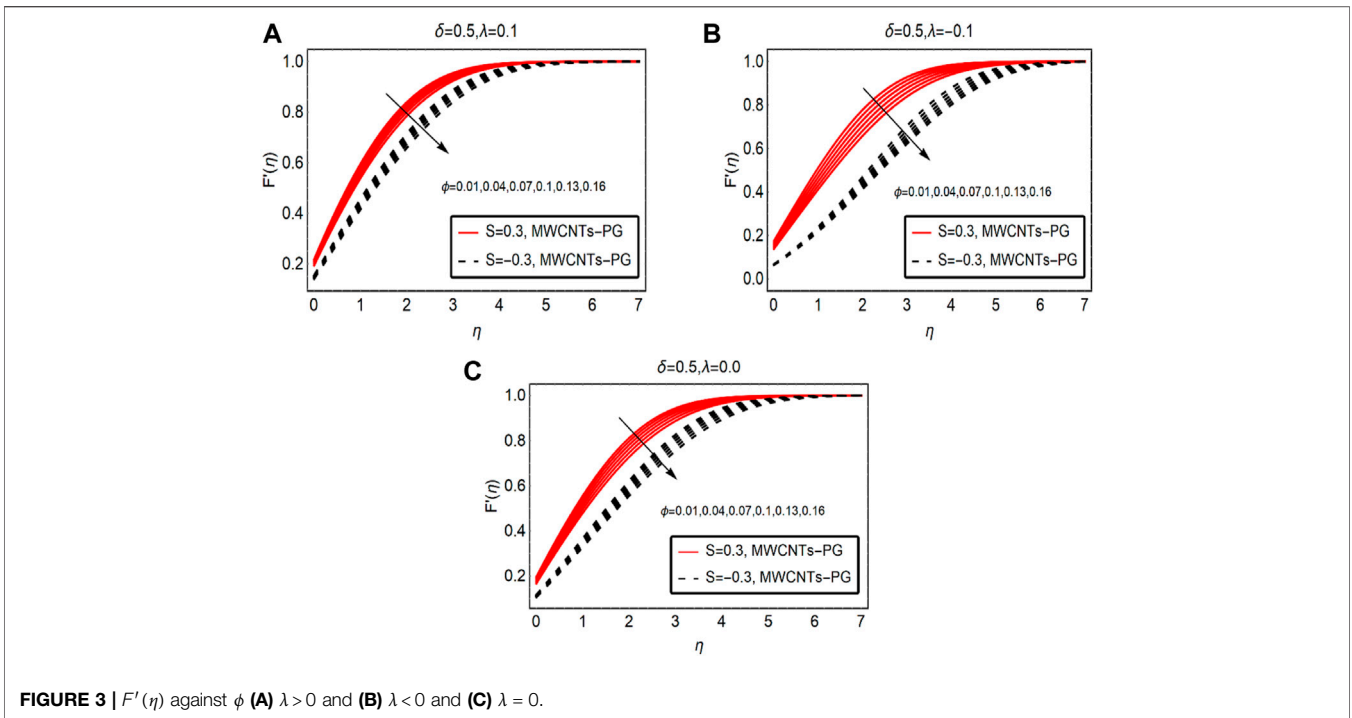 A
δ=0.5,λ=0.1
F'(η)
1.0
0.8
0.6
0.4
0.2
ϕ=0.01,0.04,0.07,0.1,0.13,0.16
S=0.3, MWCNTs−PG
S=−0.3, MWCNTs−PG
0 1 2 3 4 5 6 7
η
B
δ=0.5,λ=−0.1
F'(η)
1.0
0.8
0.6
0.4
0.2
0.0
ϕ=0.01,0.04,0.07,0.1,0.13,0.16
S=0.3, MWCNTs−PG
S=−0.3, MWCNTs−PG
0 1 2 3 4 5 6 7
η
C
δ=0.5,λ=0.0
F'(η)
1.0
0.8
0.6
0.4
0.2
ϕ=0.01,0.04,0.07,0.1,0.13,0.16
S=0.3, MWCNTs−PG
S=−0.3, MWCNTs−PG
0 1 2 3 4 5 6 7
η
FIGURE 3 | F′(η) against ϕ (A) λ > 0 and (B) λ < 0 and (C) λ = 0.